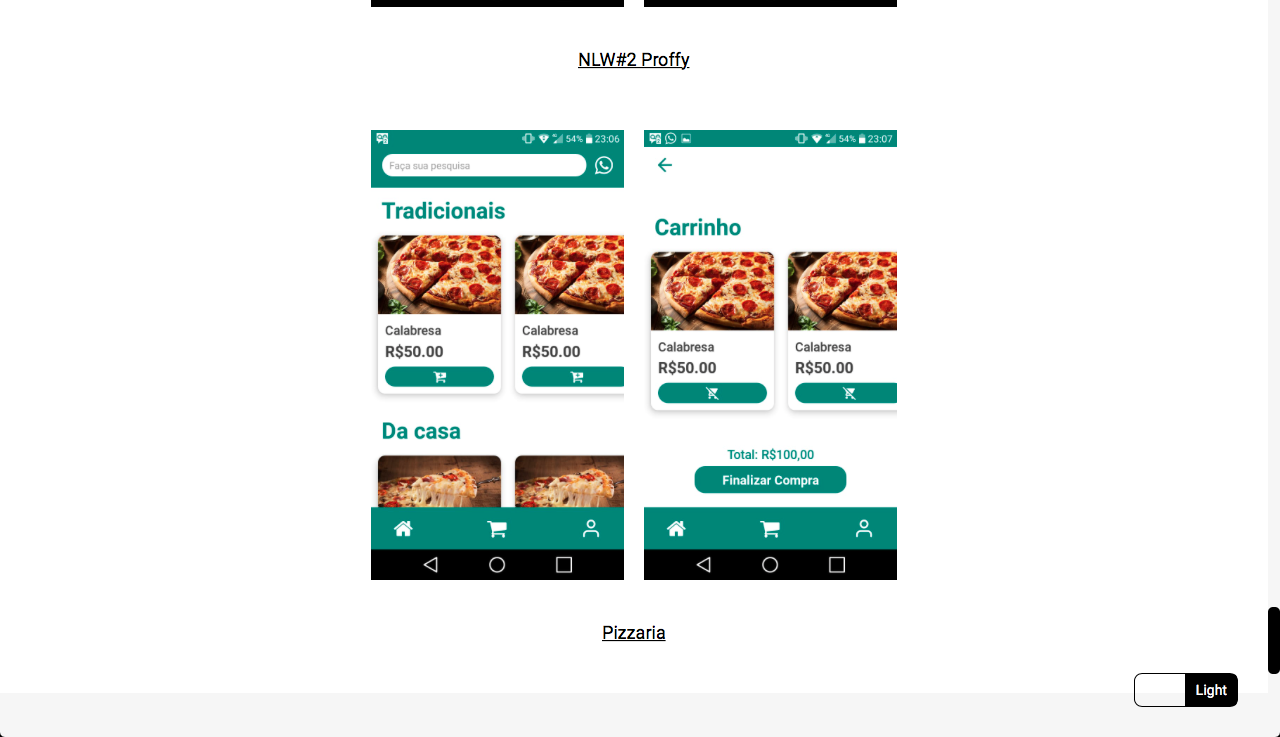 NLW#2 Proffy
54% 23:06
Faça sua pesquisa
Tradicionais
Calabresa
R$50.00
Calabresa
R$50.00
Da casa
54% 23:07
Carrinho
Calabresa
R$50.00
Calabresa
R$50.00
Total: R$100,00
Finalizar Compra
Pizzaria
Light